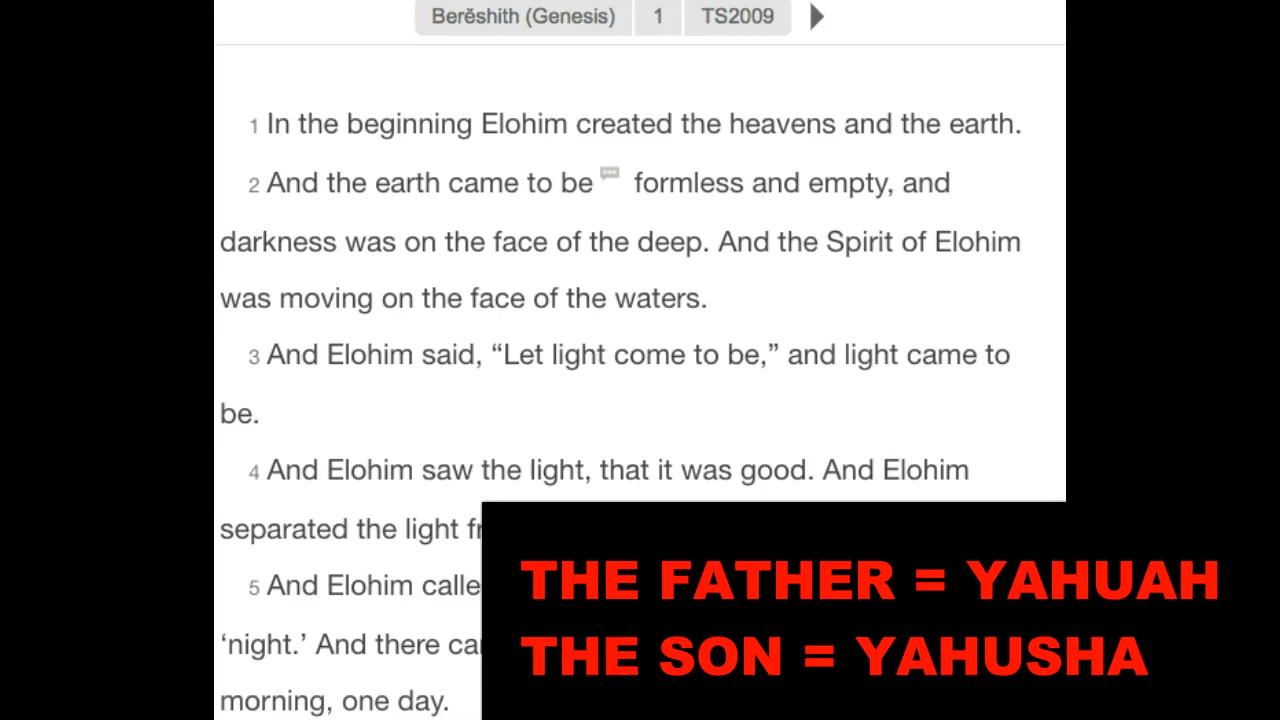 Berĕshith (Genesis) 1 TS2009
1 In the beginning Elohim created the heavens and the earth.
2 And the earth came to be formless and empty, and
darkness was on the face of the deep. And the Spirit of Elohim
was moving on the face of the waters.
3 And Elohim said, “Let light come to be,” and light came to
be.
4 And Elohim saw the light, that it was good. And Elohim
separated the light
5 And Elohim
‘night.’ And there
morning, one day.
THE FATHER = YAHUAH
THE SON = YAHUSHA